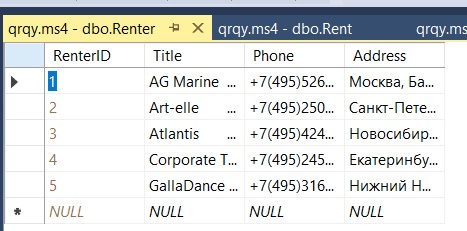 qrqy.ms4 - dbo.Renter qrqy.ms4 - dbo.Rent qrqy.ms
RenterID Title Phone Address
1 AG Marine ... +7(495)526... Москва, Ба...
2 Art-elle ... +7(495)250... Санкт-Пете...
3 Atlantis ... +7(495)424... Новосибир...
4 Corporate T... +7(495)245... Екатеринбу...
5 GallaDance ... +7(495)316... Нижний Н...
* NULL NULL NULL NULL